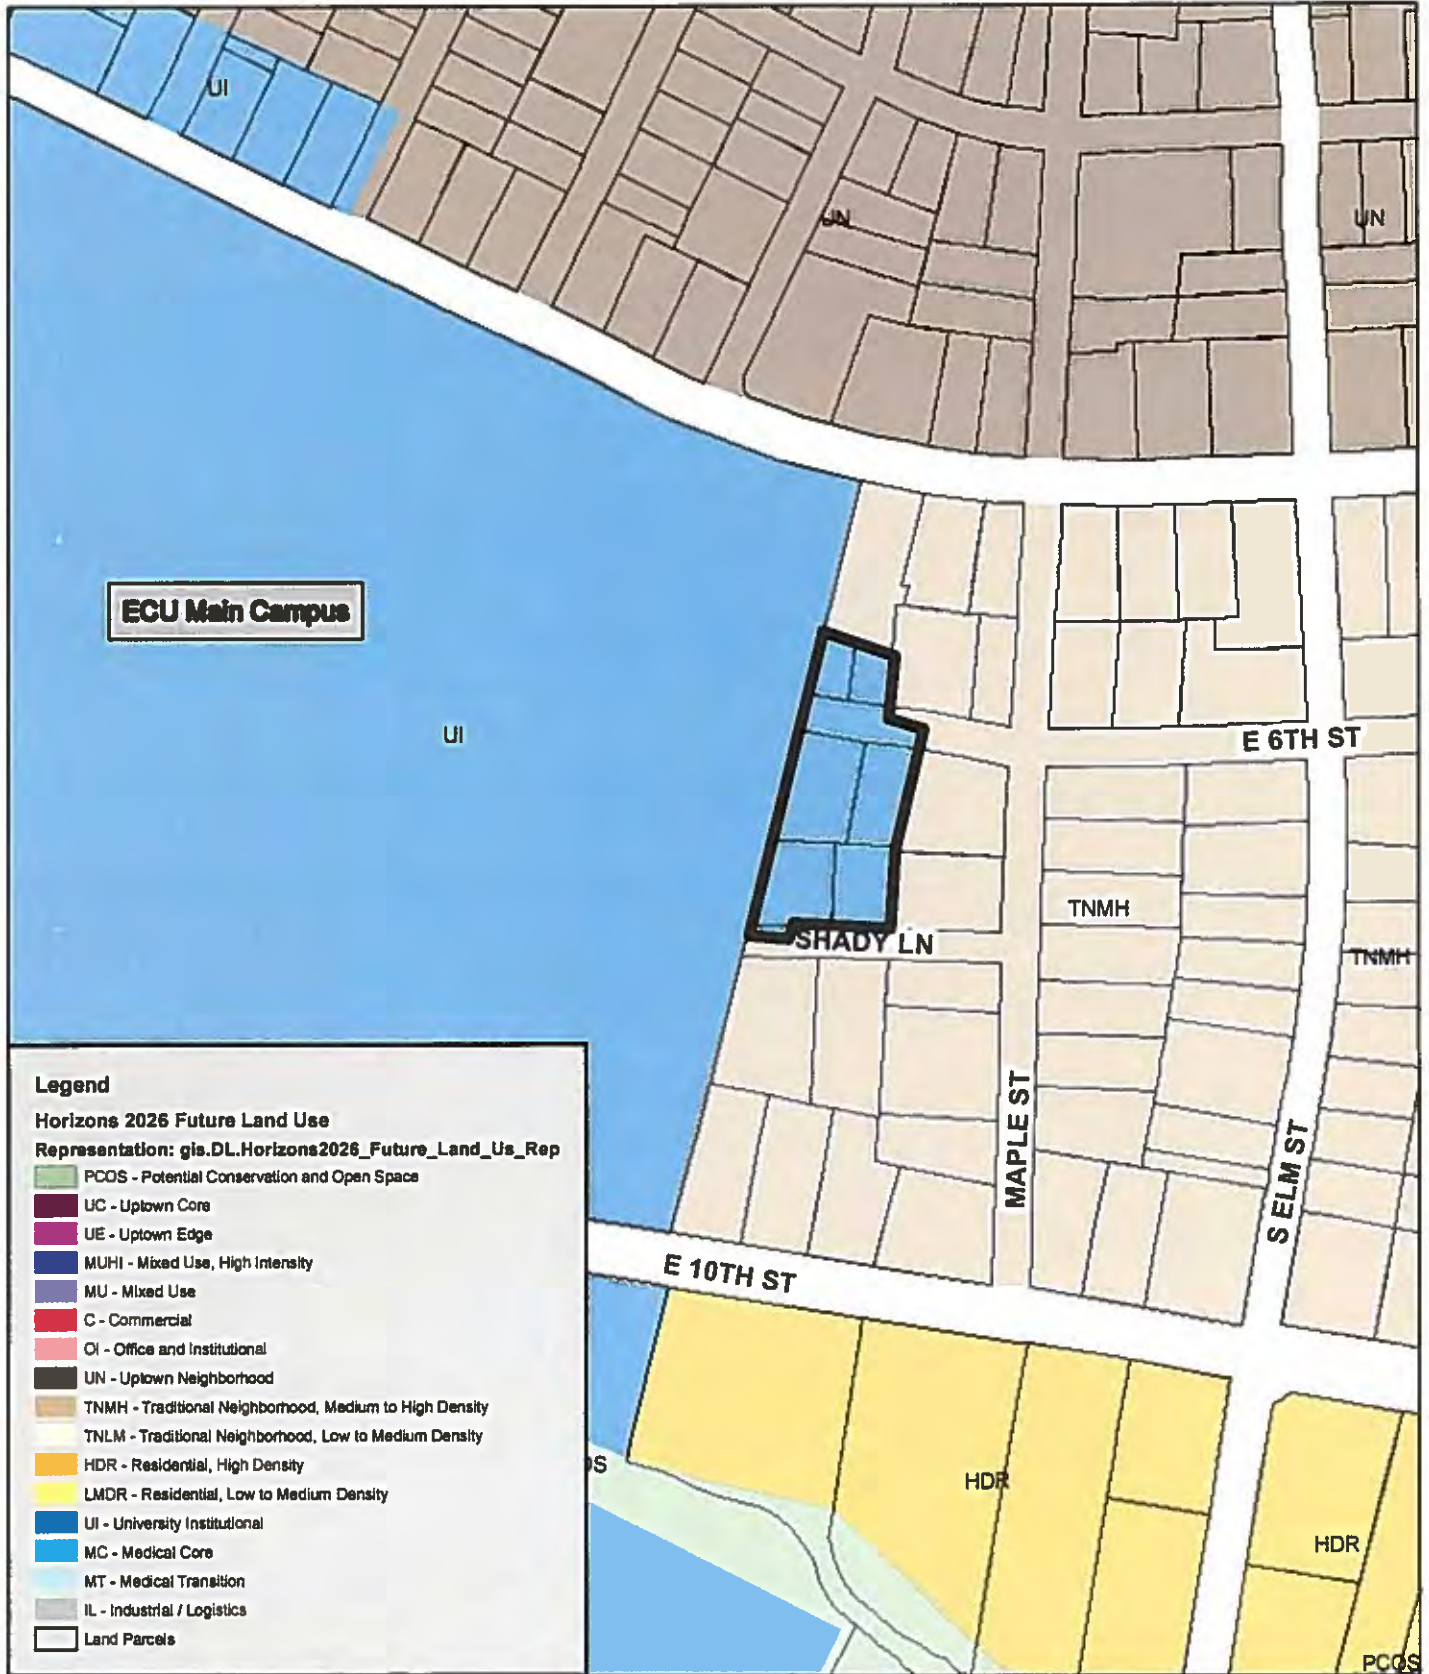 UI
UN
UN
ECU Main Campus
UI
E 6TH ST
TNMH
SHADY LN
TNMH
MAPLE ST
S ELM ST
E 10TH ST
HDR
HDR
PCOS
OS
Legend
Horizons 2026 Future Land Use
Representation: gis.DL.Horizons2026_Future_Land_Us_Rep
PCOS - Potential Conservation and Open Space
UC - Uptown Core
UE - Uptown Edge
MUHI - Mixed Use, High Intensity
MU - Mixed Use
C - Commercial
OI - Office and Institutional
UN - Uptown Neighborhood
TNMH - Traditional Neighborhood, Medium to High Density
TNLM - Traditional Neighborhood, Low to Medium Density
HDR - Residential, High Density
LMDR - Residential, Low to Medium Density
UI - University Institutional
MC - Medical Core
MT - Medical Transition
IL - Industrial / Logistics
Land Parcels